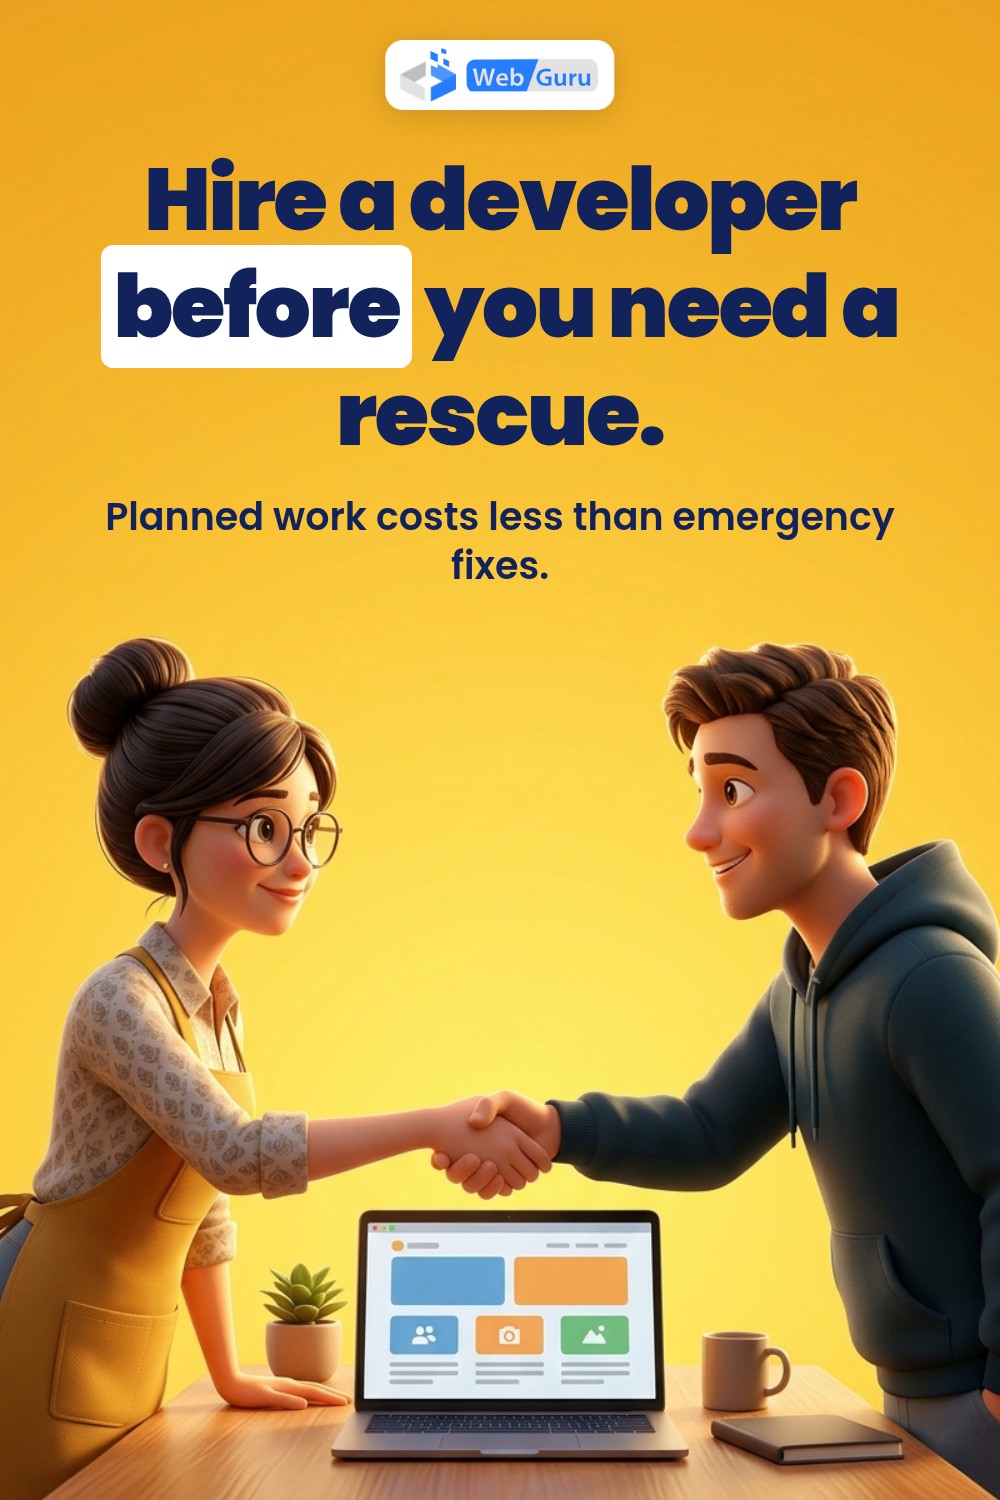 Web Guru
Hire a developer
before you need a
rescue.
Planned work costs less than emergency
fixes.